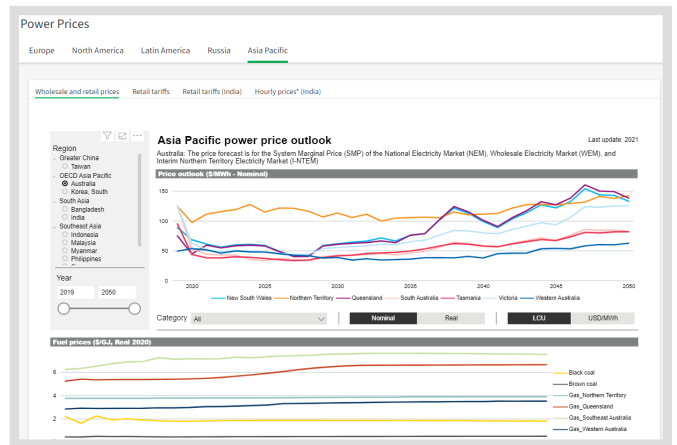 Power Prices
Europe North America Latin America Russia Asia Pacific
Wholesale and retail prices Retail tariffs Retail tariffs (India) Hourly prices* (India)
Region
Greater China
Taiwan
OECD Asia Pacific
Australia
Korea, South
South Asia
Bangladesh
India
Southeast Asia
Indonesia
Malaysia
Myanmar
Philippines
Year
2019 2050
Asia Pacific power price outlook
Last update: 2021
Australia: The price forecast is for the System Marginal Price (SMP) of the National Electricity Market (NEM), Wholesale Electricity Market (WEM), and
Interim Northern Territory Electricity Market (I-NTEM)
Price outlook ($/MWh - Nominal)
150
100
50
0
2020 2025 2030 2035 2040 2045 2050
New South Wales Northern Territory Queensland South Australia Tasmania Victoria Western Australia
Category All Nominal Real LCU USD/MWh
Fuel prices ($/GJ, Real 2020)
6
4
2
0
Black coal
Brown coal
Gas_Northern Territory
Gas_Queensland
Gas_Southeast Australia
Gas_Western Australia